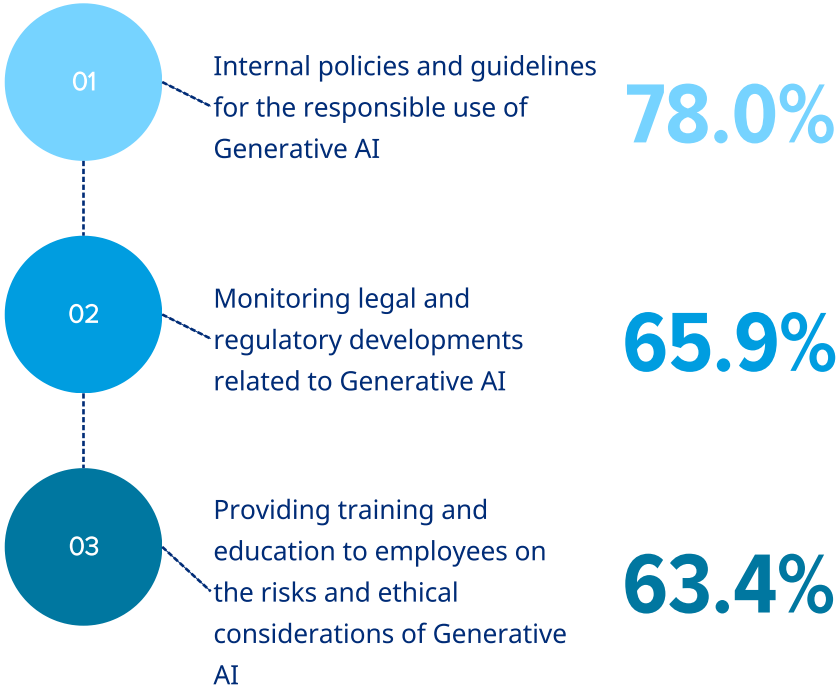 01
Internal policies and guidelines
for the responsible use of
Generative AI
78.0%
02
Monitoring legal and
regulatory developments
related to Generative AI
65.9%
03
Providing training and
education to employees on
the risks and ethical
considerations of Generative
AI
63.4%